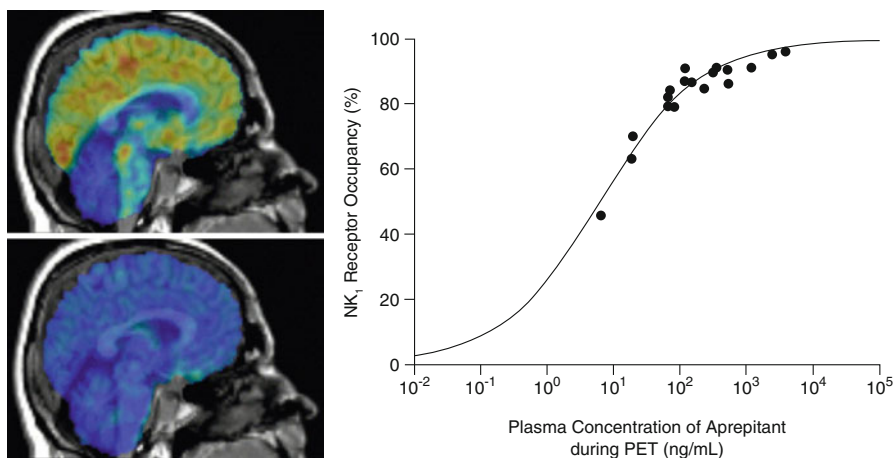 100
80
60
40
20
0
NK₁ Receptor Occupancy (%)
10⁻² 10⁻¹ 10⁰ 10¹ 10² 10³ 10⁴ 10⁵
Plasma Concentration of Aprepitant
during PET (ng/mL)